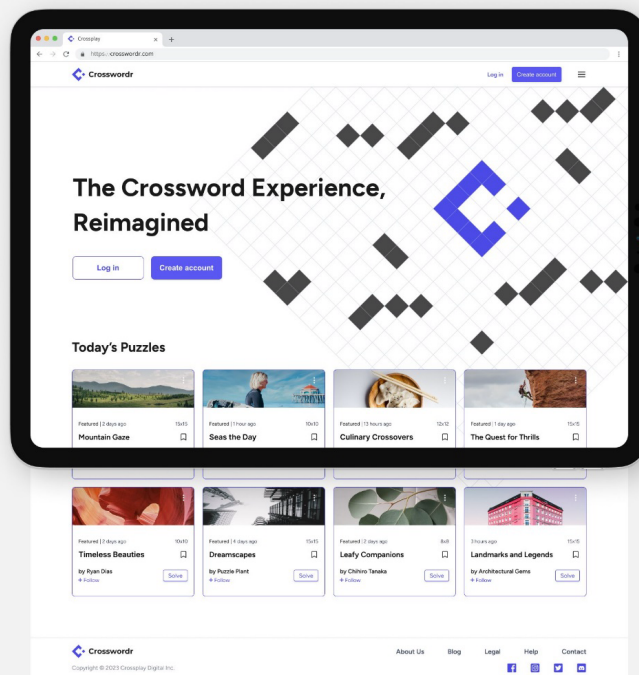 Crossplay
https://crosswordr.com
Crosswordr
Log in
Create account
The Crossword Experience,
Reimagined
Log in
Create account
Today's Puzzles
Featured | 2 days ago 15x15
Mountain Gaze
Featured | 1 hour ago 10x10
Seas the Day
Featured | 13 hours ago 12x12
Culinary Crossovers
Featured | 1 day ago 15x15
The Quest for Thrills
Featured | 2 days ago 10x10
Timeless Beauties
by Ryan Dias
+ Follow
Solve
Featured | 4 days ago 15x15
Dreamscapes
by Puzzle Plant
+ Follow
Solve
Featured | 2 days ago 8x8
Leafy Companions
by Chihiro Tanaka
+ Follow
Solve
3 hours ago 15x15
Landmarks and Legends
by Architectural Gems
+ Follow
Solve
Crosswordr
About Us Blog Legal Help Contact
Copyright © 2023 Crossplay Digital Inc.